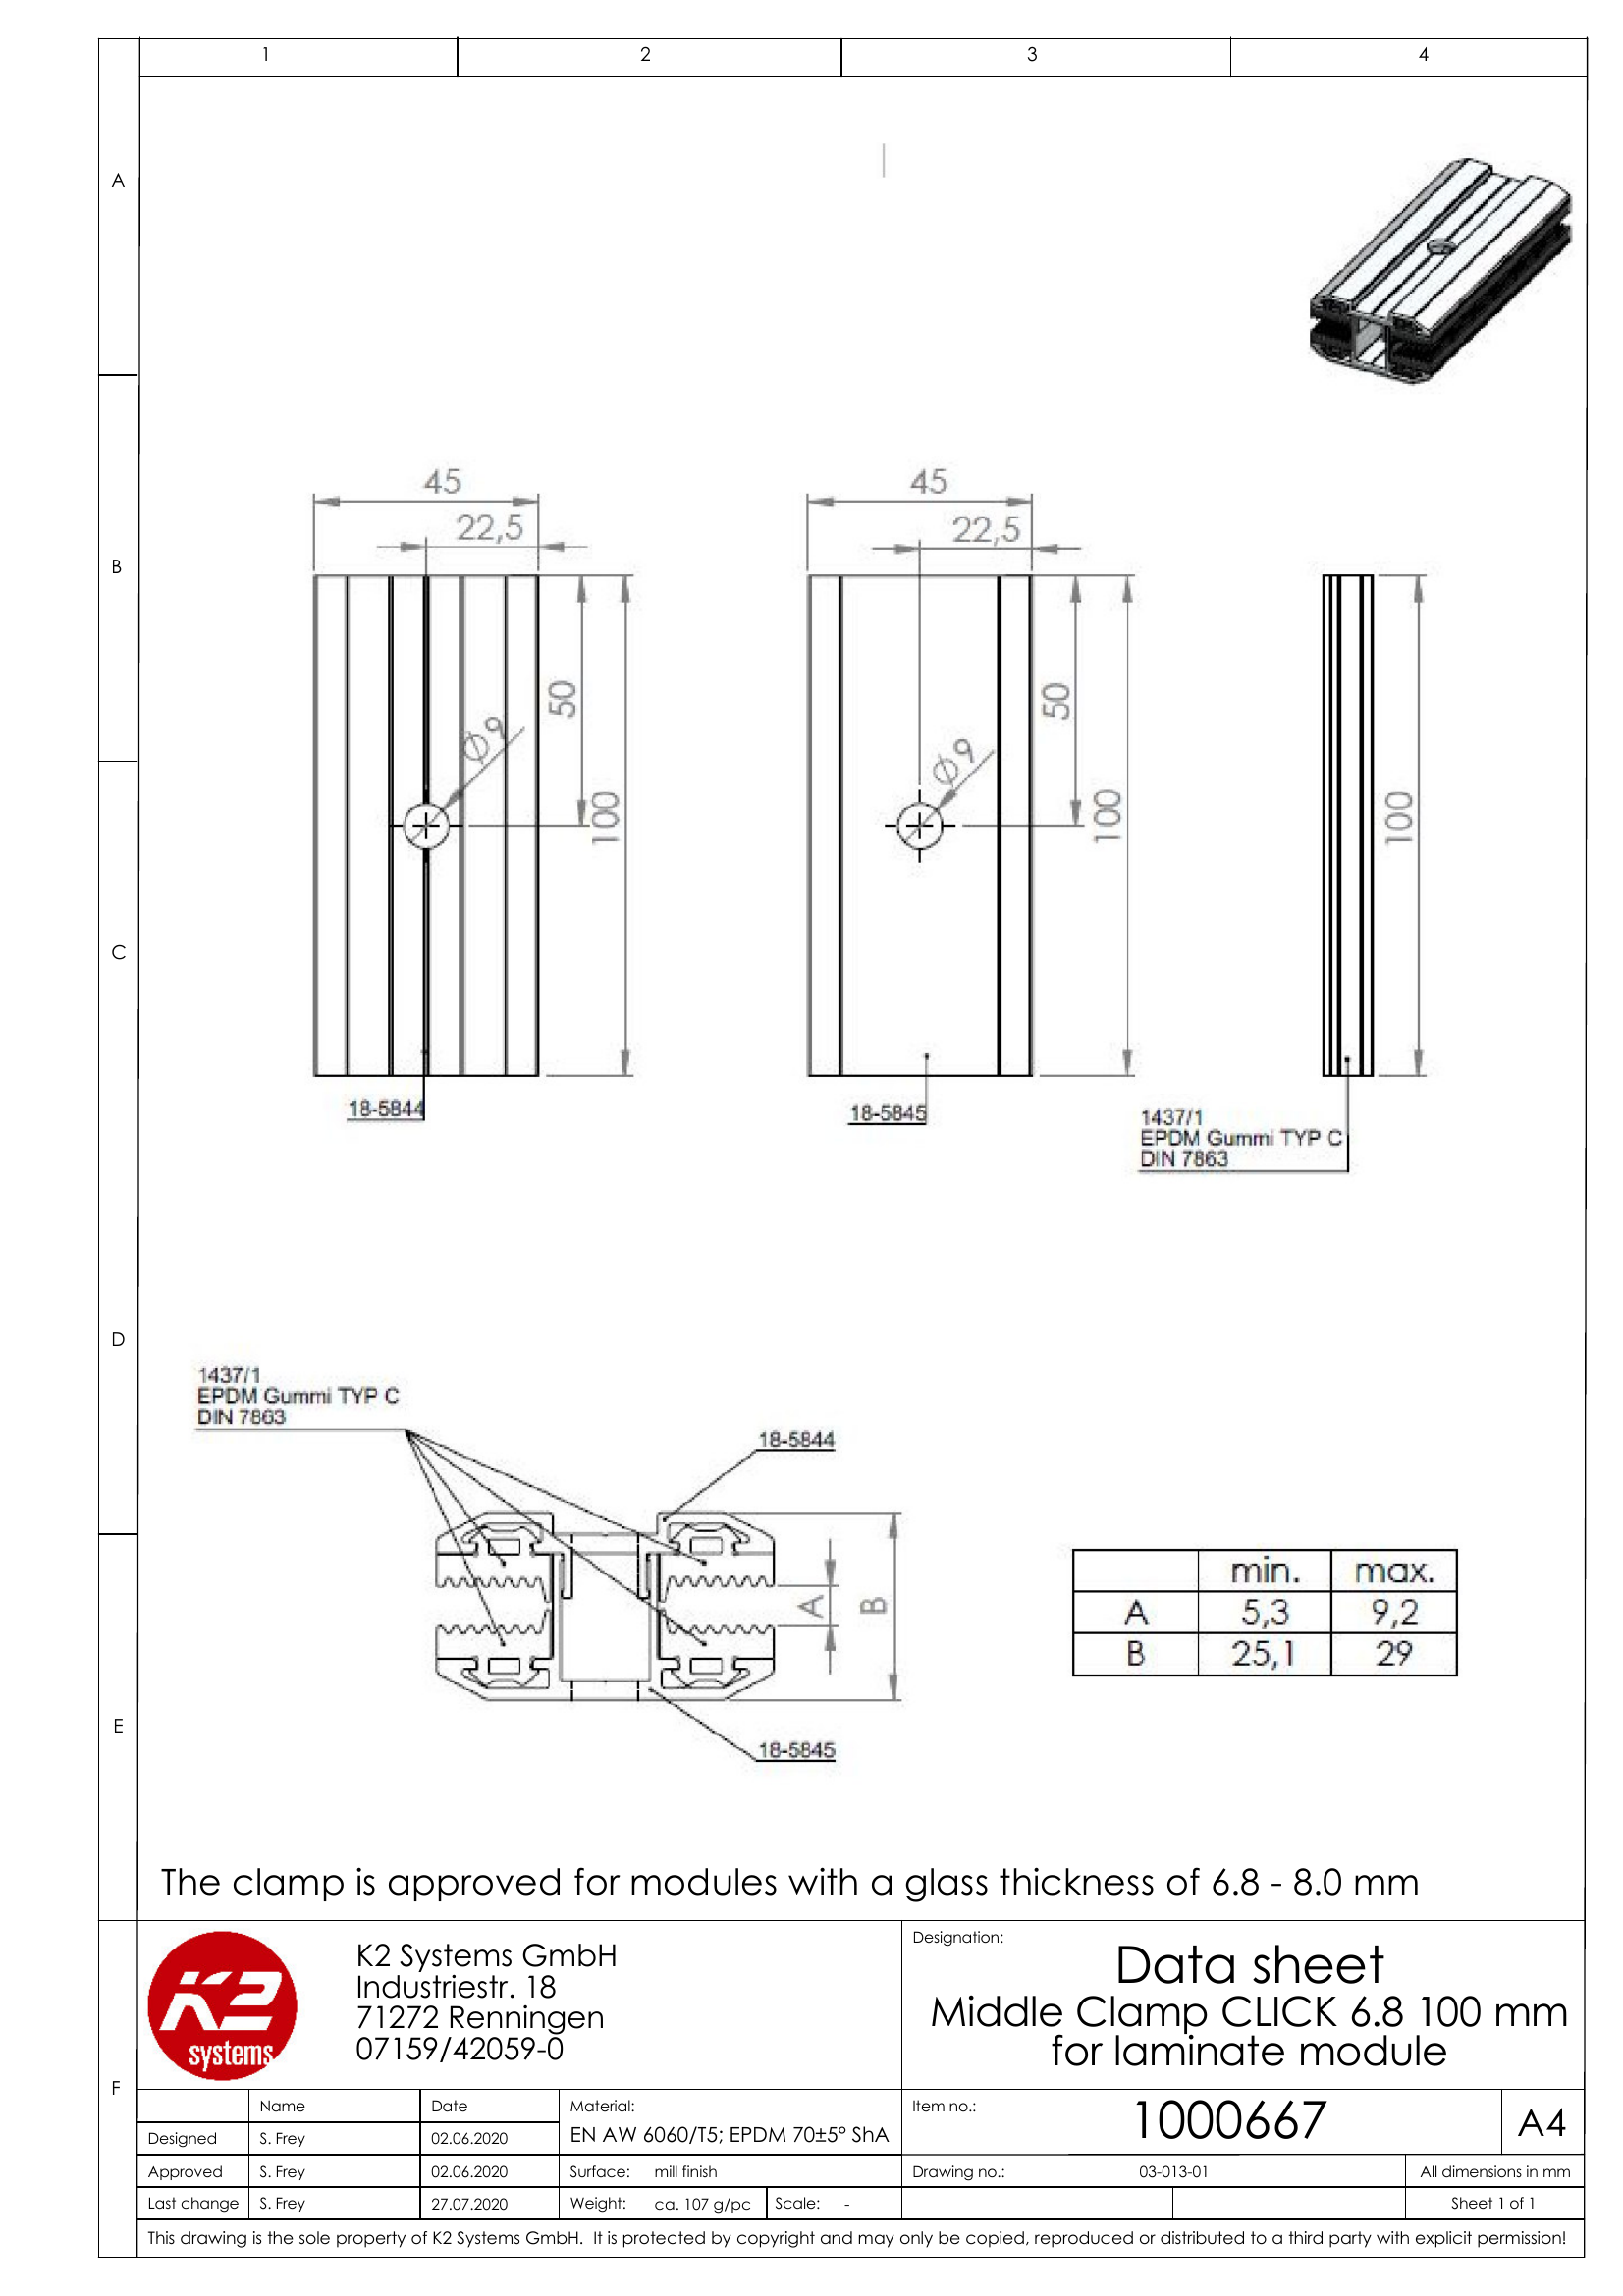 1 2 3 4
A
B
C
D
E
F
45
22,5
50
100
Φ9
18-5844
45
22,5
50
100
Φ9
18-5845
100
1437/1
EPDM Gummi TYP C
DIN 7863
1437/1
EPDM Gummi TYP C
DIN 7863
18-5844
A
B
18-5845
min. max.
A 5,3 9,2
B 25,1 29
The clamp is approved for modules with a glass thickness of 6.8 - 8.0 mm
K2 systems
K2 Systems GmbH
Industriestr. 18
71272 Renningen
07159/42059-0
Designation:
Data sheet
Middle Clamp CLICK 6.8 100 mm
for laminate module
Name Date
Designed S. Frey 02.06.2020
Approved S. Frey 02.06.2020
Last change S. Frey 27.07.2020
Material:
EN AW 6060/T5; EPDM 70±5° ShA
Surface: mill finish
Weight: ca. 107 g/pc Scale: -
Item no.: 1000667 A4
Drawing no.: 03-013-01 All dimensions in mm
Sheet 1 of 1
This drawing is the sole property of K2 Systems GmbH. It is protected by copyright and may only be copied, reproduced or distributed to a third party with explicit permission!